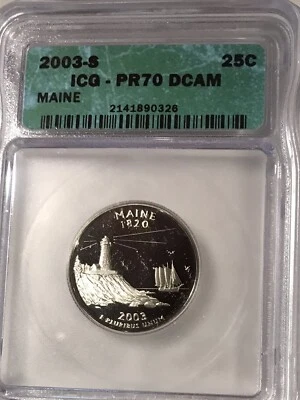 2003-S 25C
ICG - PR70 DCAM
MAINE
2141890326
MAINE
1820
2003
E PLURIBUS UNUM